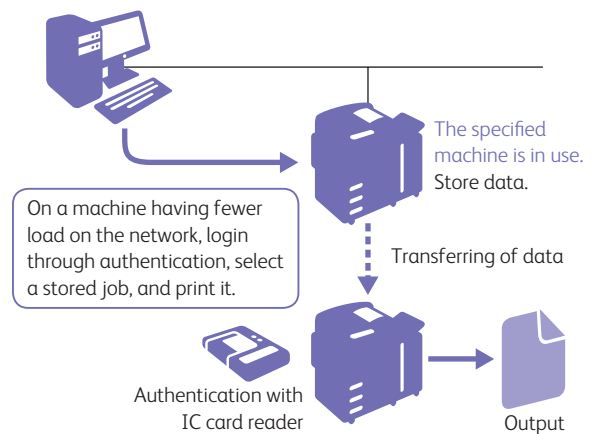 The specified
machine is in use.
Store data.
On a machine having fewer
load on the network, login
through authentication, select
a stored job, and print it.
Transferring of data
Authentication with
IC card reader
Output